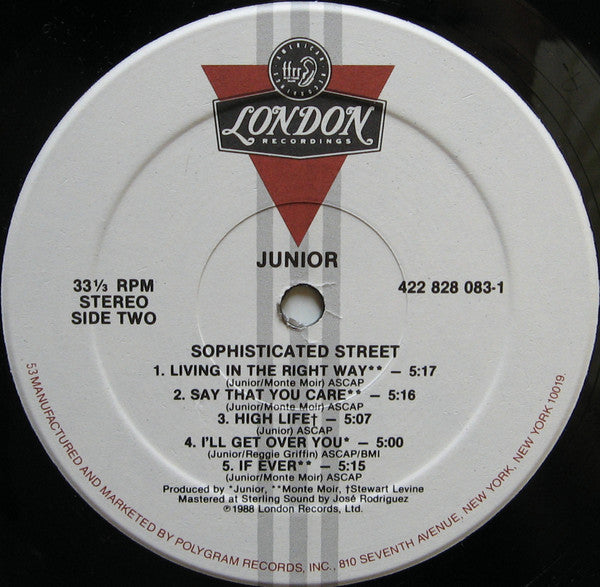 AMERICAN RECORDINGS
ffrr
LONDON
RECORDINGS
JUNIOR
33⅓ RPM
STEREO
SIDE TWO
422 828 083-1
SOPHISTICATED STREET
1. LIVING IN THE RIGHT WAY** — 5:17
(Junior/Monte Moir) ASCAP
2. SAY THAT YOU CARE** — 5:16
(Junior/Monte Moir) ASCAP
3. HIGH LIFE† — 5:07
(Junior) ASCAP
4. I'LL GET OVER YOU* — 5:00
(Junior/Reggie Griffin) ASCAP/BMI
5. IF EVER** — 5:15
(Junior/Monte Moir) ASCAP
Produced by *Junior, **Monte Moir, †Stewart Levine
Mastered at Sterling Sound by José Rodriguez
℗1988 London Records, Ltd.
53 MANUFACTURED AND MARKETED BY POLYGRAM RECORDS, INC., 810 SEVENTH AVENUE, NEW YORK, NEW YORK 10019.